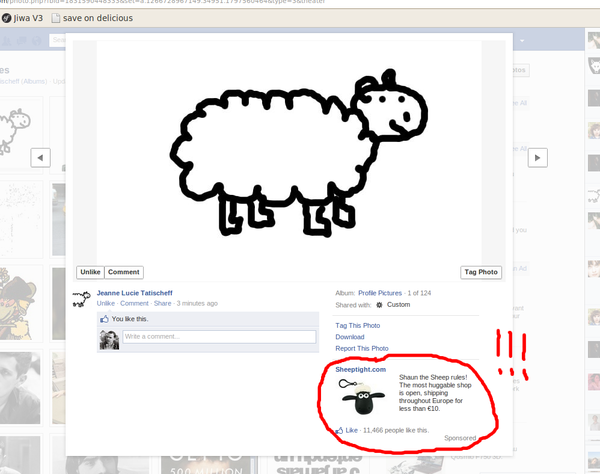 Jiwa V3
save on delicious
Unlike
Comment
Tag Photo
Jeanne Lucie Tatischeff
Unlike · Comment · Share · 3 minutes ago
You like this.
Write a comment...
Album: Profile Pictures · 1 of 124
Shared with: Custom
Tag This Photo
Download
Report This Photo
Sheeptight.com
Shaun the Sheep rules!
The most huggable shop
is open, shipping
throughout Europe for
less than €10.
Like · 11,466 people like this.
Sponsored
!!!
500 MILLION